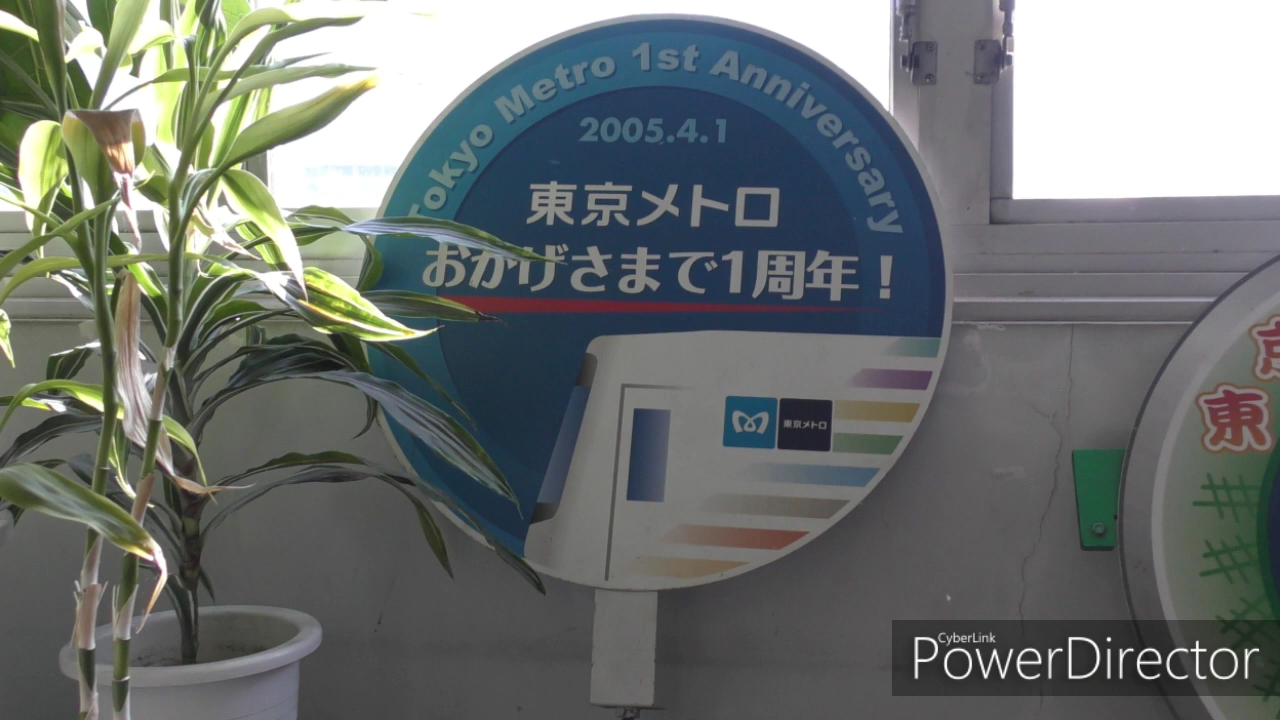 Tokyo Metro 1st Anniversary
2005.4.1
東京メトロ
おかげさまで1周年！
東京メトロ
東
CyberLink
PowerDirector